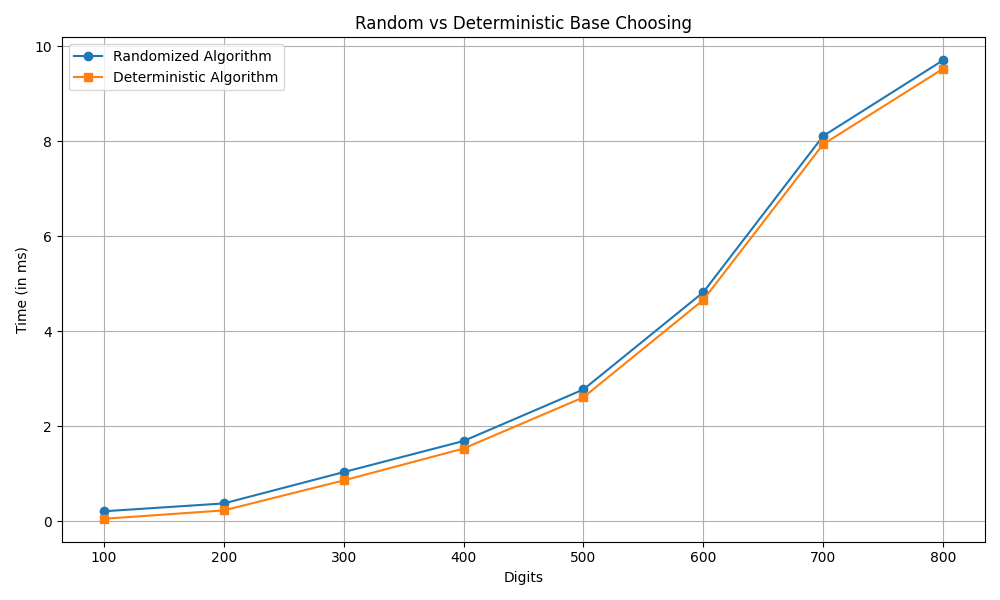 Random vs Deterministic Base Choosing
Randomized Algorithm
Deterministic Algorithm
Time (in ms)
10
8
6
4
2
0
100 200 300 400 500 600 700 800
Digits